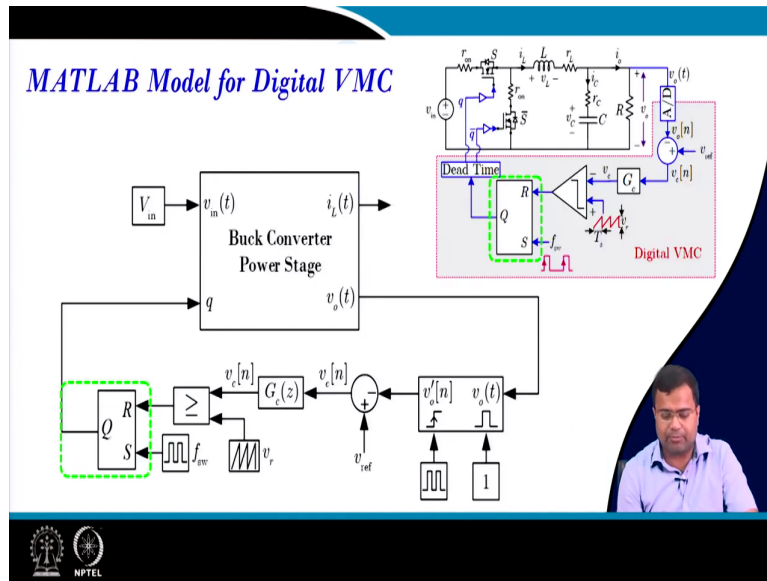 MATLAB Model for Digital VMC
r_on
S
i_L
L
r_L
i_o
v_o(t)
+ v_L −
i_C
+
A/D
v_in
q
r_on
r_C
+
v_C
−
C
R
v_o
q̅
S̅
−
v_o[n]
−
+
v_ref
Dead Time
v_c
G_c
v_e[n]
R
−
Q
+
v_r
S
f_sw
T_s
Digital VMC
V_in
v_in(t)
i_L(t)
Buck Converter
Power Stage
q
v_o(t)
v_c[n]
v_e[n]
R
≥
G_c(z)
−
+
v_o′[n]
v_o(t)
Q
S
f_sw
v_r
v_ref
1
NPTEL